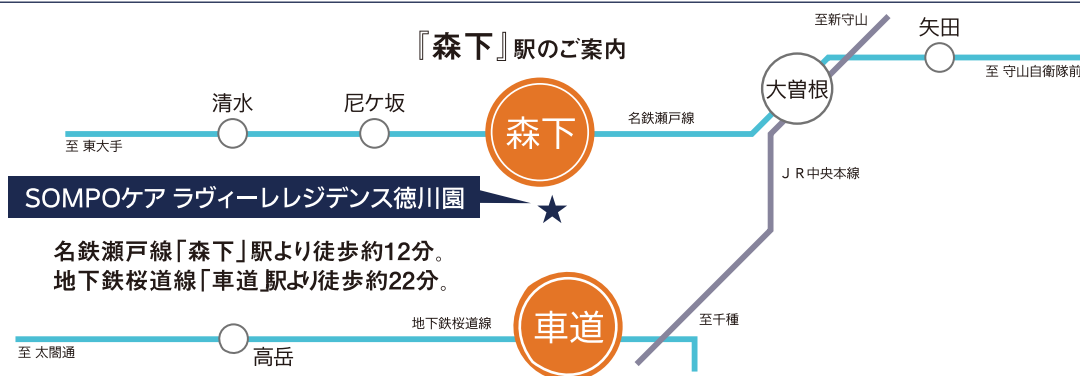 『森下』駅のご案内
至新守山
矢田
至 守山自衛隊前
大曽根
清水
尼ケ坂
森下
名鉄瀬戸線
至 東大手
JR中央本線
SOMPOケア ラヴィーレレジデンス徳川園
名鉄瀬戸線「森下」駅より徒歩約12分。
地下鉄桜道線「車道」駅より徒歩約22分。
地下鉄桜道線
車道
至千種
至 太閤通
高岳